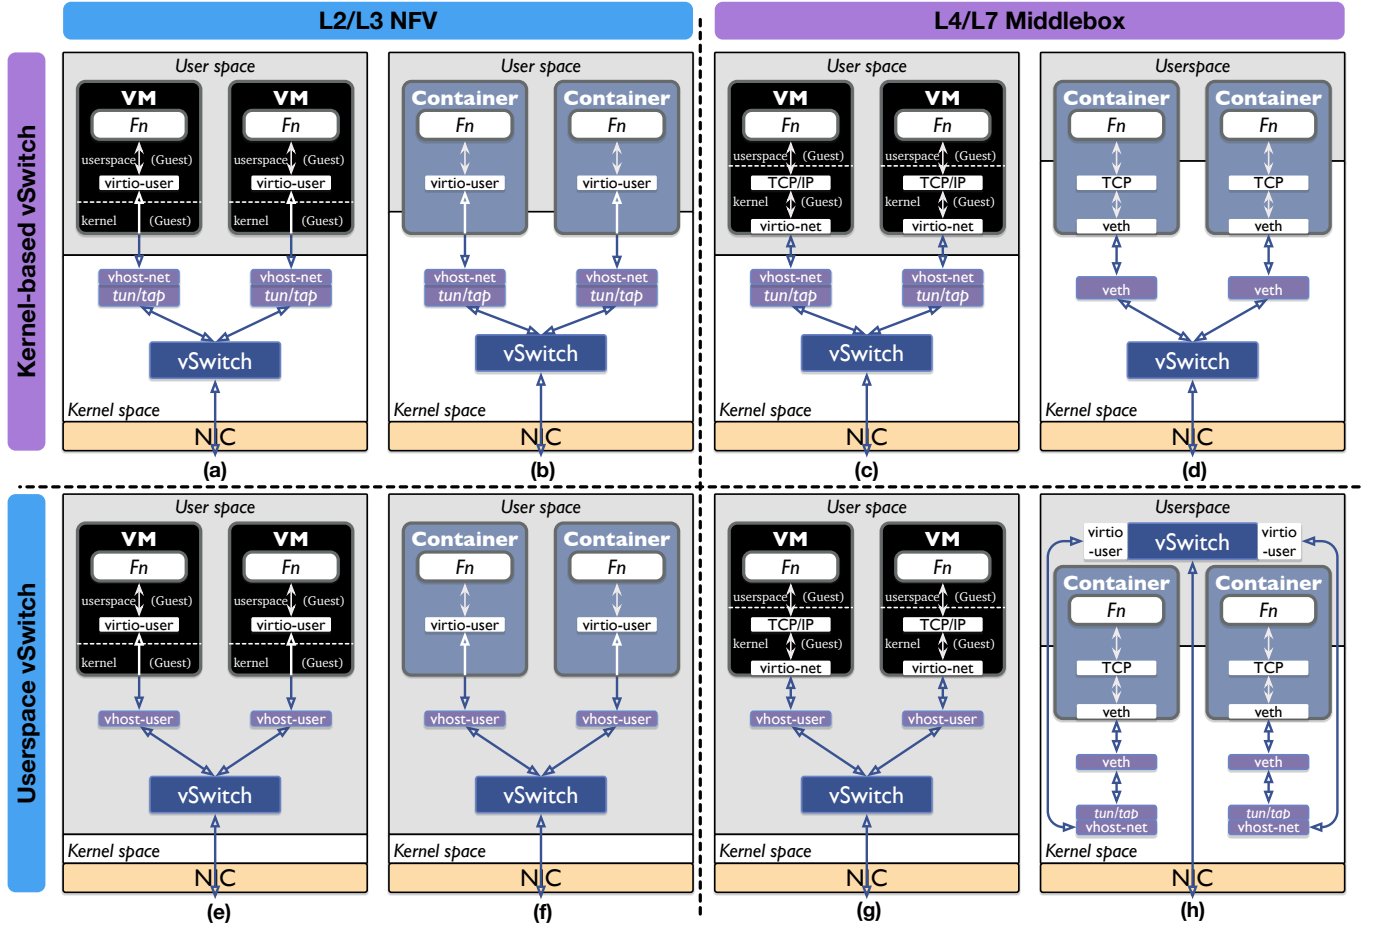 L2/L3 NFV
L4/L7 Middlebox
Kernel-based vSwitch
User space
VM
VM
Fn
Fn
userspace (Guest)
userspace (Guest)
virtio-user
virtio-user
kernel (Guest)
kernel (Guest)
vhost-net
vhost-net
tun/tap
tun/tap
vSwitch
Kernel space
NIC
(a)
User space
Container
Container
Fn
Fn
virtio-user
virtio-user
vhost-net
vhost-net
tun/tap
tun/tap
vSwitch
Kernel space
NIC
(b)
User space
VM
VM
Fn
Fn
userspace (Guest)
userspace (Guest)
TCP/IP
TCP/IP
kernel (Guest)
kernel (Guest)
virtio-net
virtio-net
vhost-net
vhost-net
tun/tap
tun/tap
vSwitch
Kernel space
NIC
(c)
Userspace
Container
Container
Fn
Fn
TCP
TCP
veth
veth
veth
veth
vSwitch
Kernel space
NIC
(d)
Userspace vSwitch
User space
VM
VM
Fn
Fn
userspace (Guest)
userspace (Guest)
virtio-user
virtio-user
kernel (Guest)
kernel (Guest)
vhost-user
vhost-user
vSwitch
Kernel space
NIC
(e)
User space
Container
Container
Fn
Fn
virtio-user
virtio-user
vhost-user
vhost-user
vSwitch
Kernel space
NIC
(f)
User space
VM
VM
Fn
Fn
userspace (Guest)
userspace (Guest)
TCP/IP
TCP/IP
kernel (Guest)
kernel (Guest)
virtio-net
virtio-net
vhost-user
vhost-user
vSwitch
Kernel space
NIC
(g)
Userspace
virtio
-user
vSwitch
virtio
-user
Container
Container
Fn
Fn
TCP
TCP
veth
veth
veth
veth
tun/tap
tun/tap
vhost-net
vhost-net
Kernel space
NIC
(h)